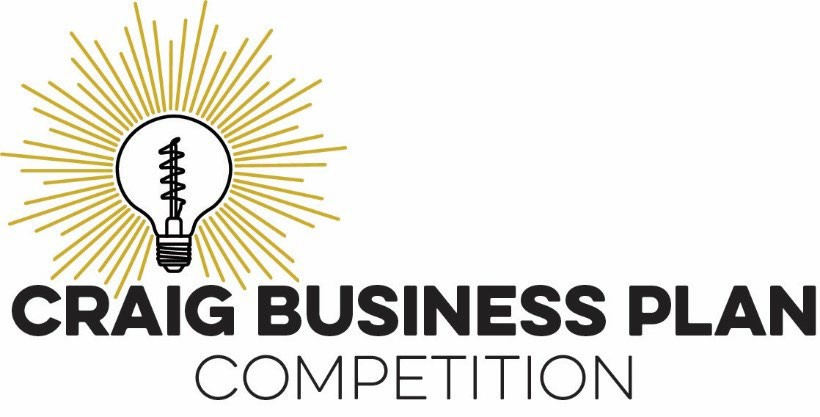 CRAIG BUSINESS PLAN
COMPETITION